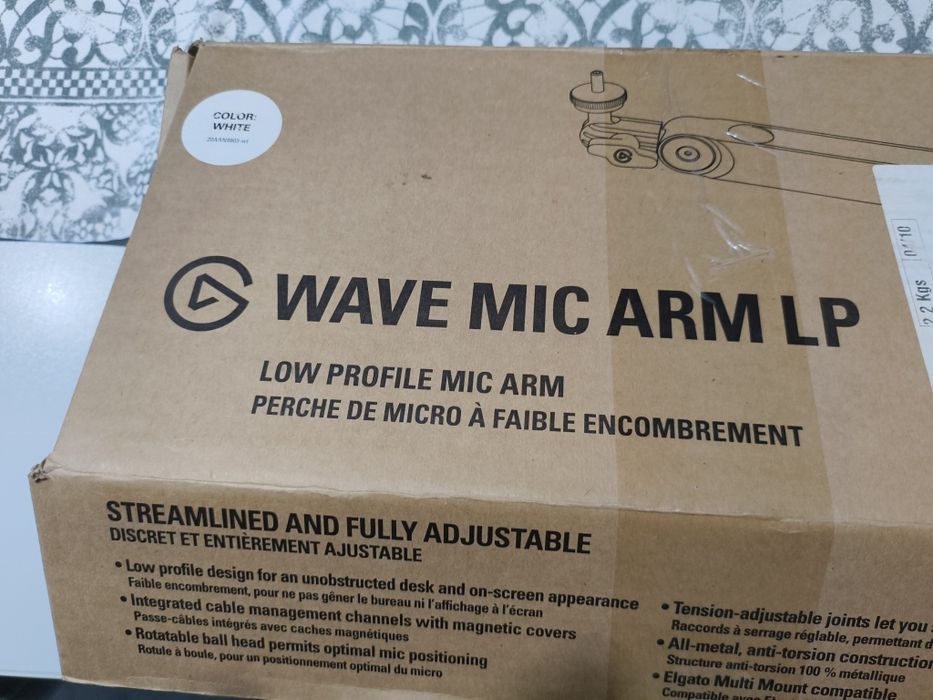 COLOR:
WHITE
WAVE MIC ARM LP
LOW PROFILE MIC ARM
PERCHE DE MICRO À FAIBLE ENCOMBREMENT
2.2 Kgs
STREAMLINED AND FULLY ADJUSTABLE
DISCRET ET ENTIÈREMENT AJUSTABLE
• Low profile design for an unobstructed desk and on-screen appearance
Faible encombrement, pour ne pas gêner le bureau ni l'affichage à l'écran
• Integrated cable management channels with magnetic covers
Passe-câbles intégrés avec caches magnétiques
• Rotatable ball head permits optimal mic positioning
Rotule à boule, pour un positionnement optimal du micro
• Tension-adjustable joints let you
Raccords à serrage réglable, permettant
• All-metal, anti-torsion construction
Structure anti-torsion 100 % métallique
• Elgato Multi Mount compatible
Compatible avec